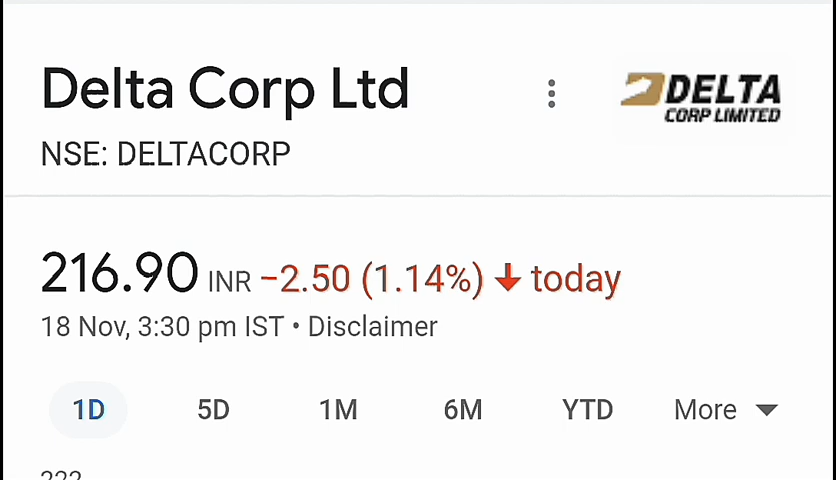 Delta Corp Ltd
DELTA
CORP LIMITED
NSE: DELTACORP
216.90 INR −2.50 (1.14%) ↓ today
18 Nov, 3:30 pm IST • Disclaimer
1D 5D 1M 6M YTD More
222